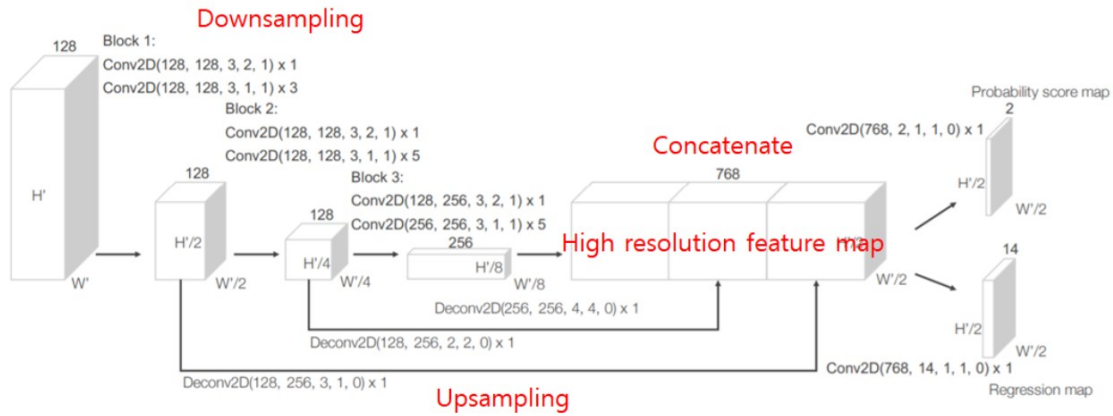 Downsampling
128
Block 1:
Conv2D(128, 128, 3, 2, 1) x 1
Conv2D(128, 128, 3, 1, 1) x 3
Block 2:
Conv2D(128, 128, 3, 2, 1) x 1
Conv2D(128, 128, 3, 1, 1) x 5
Block 3:
Conv2D(128, 256, 3, 2, 1) x 1
Conv2D(256, 256, 3, 1, 1) x 5
H'
W'
128
H'/2
W'/2
128
H'/4
W'/4
256
H'/8
W'/8
Concatenate
768
High resolution feature map
W'/2
Deconv2D(256, 256, 4, 4, 0) x 1
Deconv2D(128, 256, 2, 2, 0) x 1
Deconv2D(128, 256, 3, 1, 0) x 1
Upsampling
Probability score map
2
Conv2D(768, 2, 1, 1, 0) x 1
H'/2
W'/2
14
H'/2
W'/2
Conv2D(768, 14, 1, 1, 0) x 1
Regression map